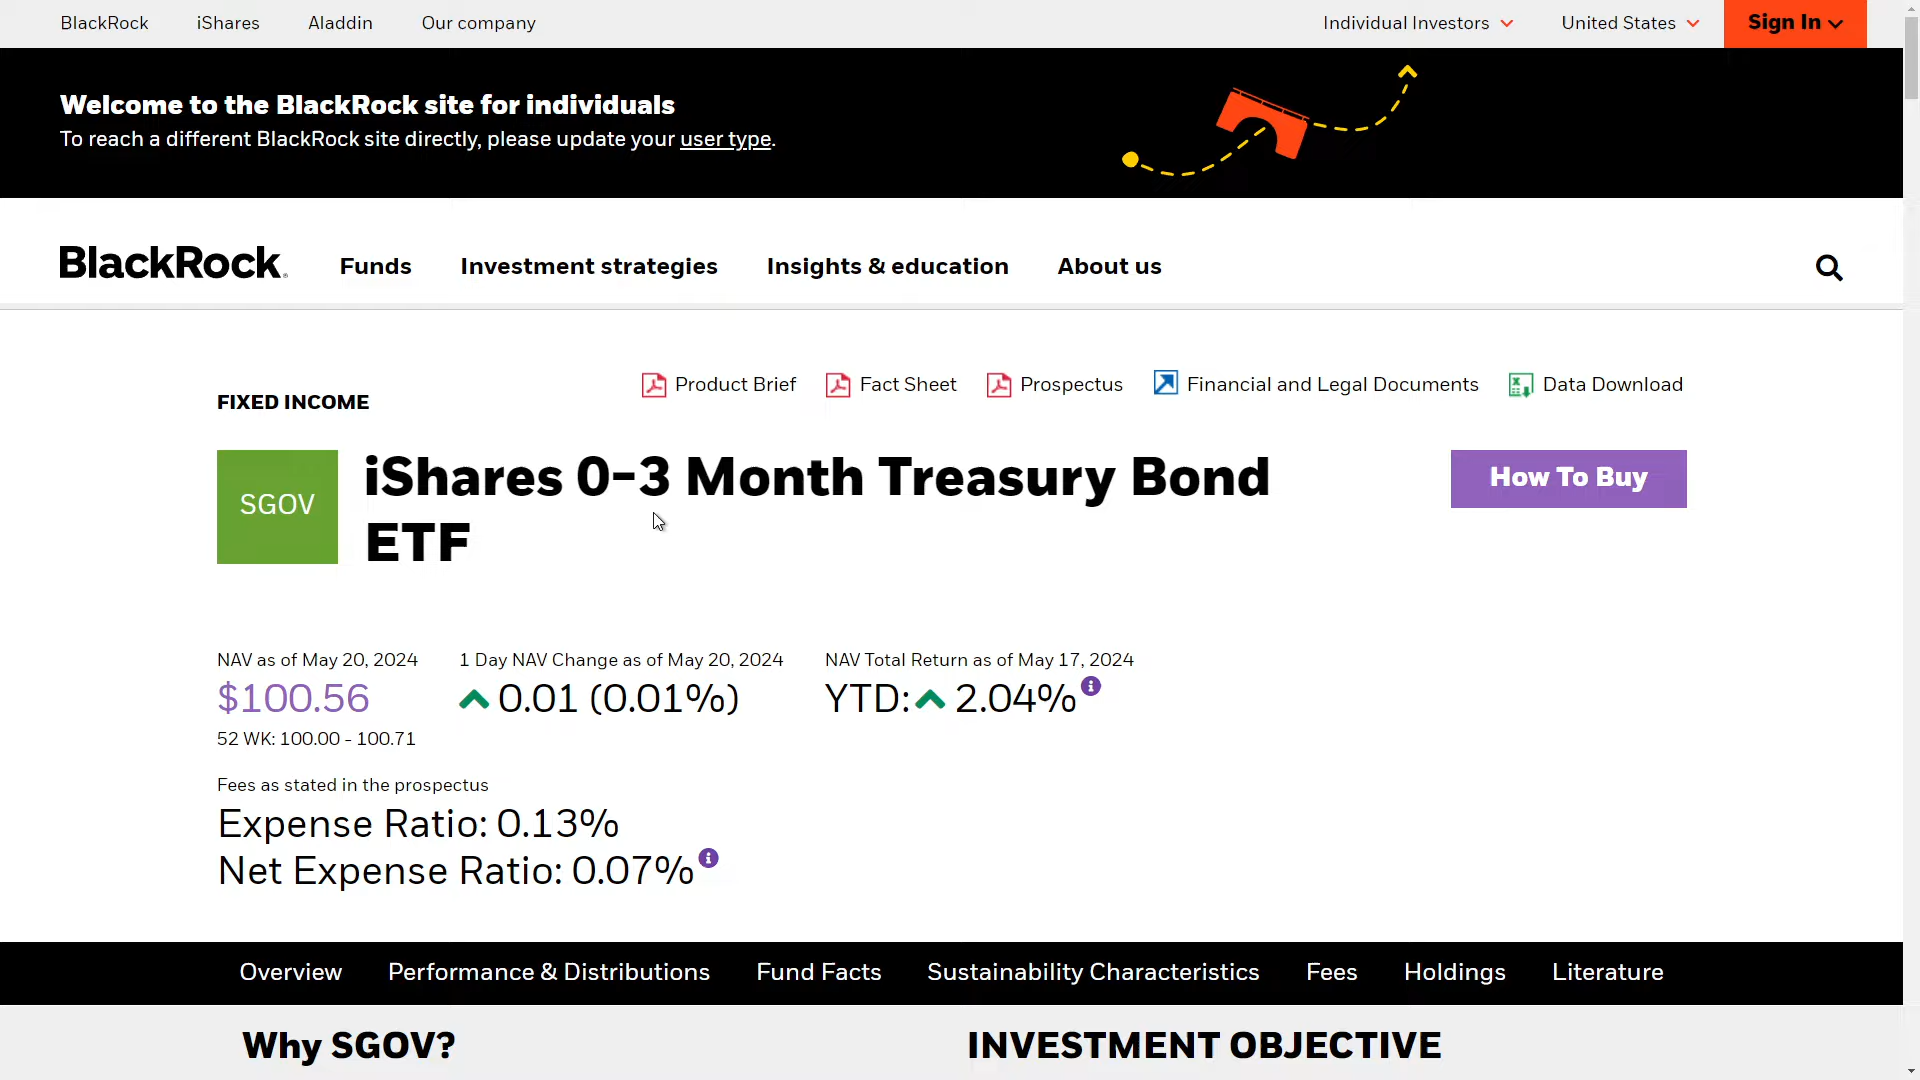 BlackRock iShares Aladdin Our company Individual Investors United States Sign In
Welcome to the BlackRock site for individuals
To reach a different BlackRock site directly, please update your user type.
BlackRock. Funds Investment strategies Insights & education About us
Product Brief Fact Sheet Prospectus Financial and Legal Documents Data Download
FIXED INCOME
SGOV
iShares 0-3 Month Treasury Bond
ETF
How To Buy
NAV as of May 20, 2024 1 Day NAV Change as of May 20, 2024 NAV Total Return as of May 17, 2024
$100.56 0.01 (0.01%) YTD: 2.04%
52 WK: 100.00 - 100.71
Fees as stated in the prospectus
Expense Ratio: 0.13%
Net Expense Ratio: 0.07%
Overview Performance & Distributions Fund Facts Sustainability Characteristics Fees Holdings Literature
Why SGOV? INVESTMENT OBJECTIVE